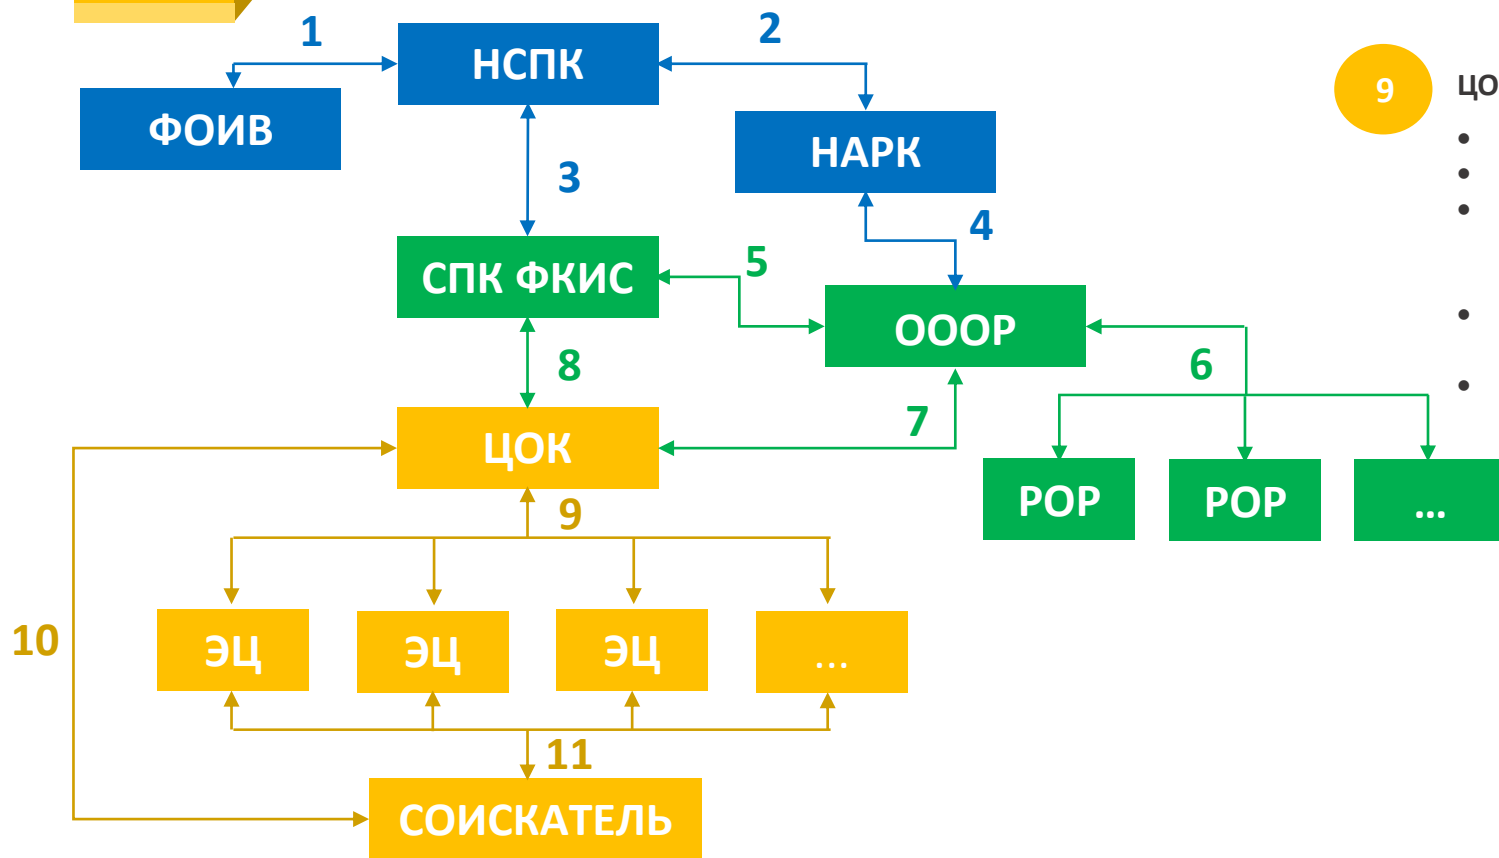 1
2
НСПК
9
ЦО
ФОИВ
НАРК
3
4
СПК ФКИС
5
ОООР
8
6
7
ЦОК
РОР
РОР
...
9
10
ЭЦ
ЭЦ
ЭЦ
...
11
СОИСКАТЕЛЬ